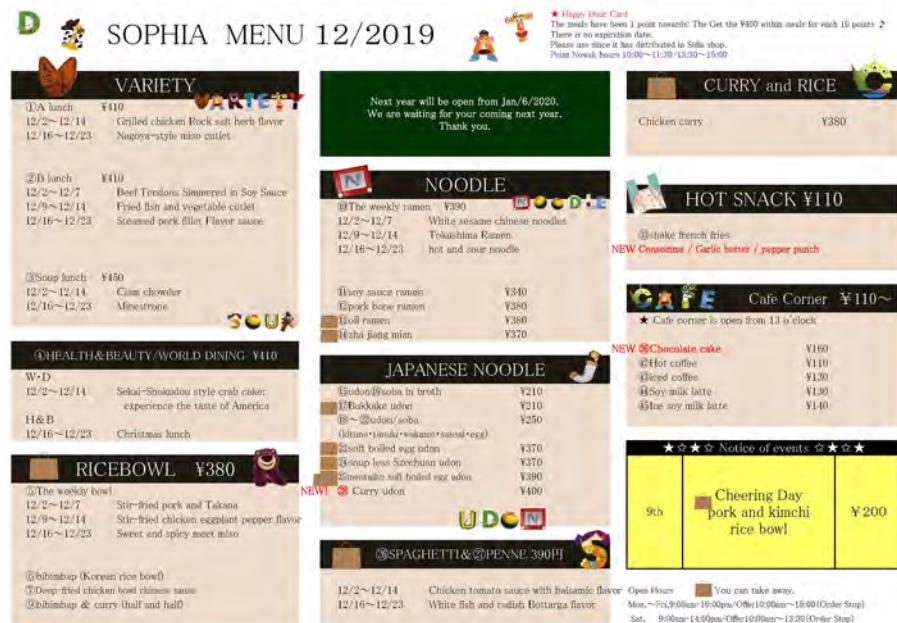 SOPHIA MENU 12/2019
★ Happy Hour Card
The meals have been 1 point towards! The Get the ¥400 within meals for each 10 points ♪
There is no expiration date.
Please use since it has distributed in Sofia shop.
Point Nowak hours 10:00～11:30/13:30～15:00
VARIETY
VARIETY
①A lunch ¥410
12/2～12/14 Grilled chicken Rock salt herb flavor
12/16～12/23 Nagoya-style miso cutlet
②B lunch ¥410
12/2～12/7 Beef Tendons Simmered in Soy Sauce
12/9～12/14 Fried fish and vegetable cutlet
12/16～12/23 Steamed pork fillet Flavor sauce
③Soup lunch ¥450
12/2～12/14 Clam chowder
12/16～12/23 Minestrone
SOUP
④HEALTH&BEAUTY/WORLD DINING ¥410
W・D
12/2～12/14 Sekai-Shokudou style crab cake:
experience the taste of America
H&B
12/16～12/23 Christmas lunch
RICEBOWL ¥380
⑤The weekly bowl
12/2～12/7 Stir-fried pork and Takana
12/9～12/14 Stir-fried chicken eggplant pepper flavor
12/16～12/23 Sweet and spicy meet miso
⑥bibimbap (Korean rice bowl)
⑦Deep-fried chicken bowl chinese sauce
bibimbap & curry (half and half)
Next year will be open from Jan/6/2020.
We are waiting for your coming next year.
Thank you.
NOODLE
NOODLE
⑩The weekly ramen ¥390
12/2～12/7 White sesame chinese noodles
12/9～12/14 Tokushima Ramen
12/16～12/23 hot and sour noodle
⑪soy sauce ramen ¥340
⑫pork bone ramen ¥380
⑬oil ramen ¥380
⑭zha jiang mian ¥370
JAPANESE NOODLE
⑮udon⑯soba in broth ¥210
⑰Bukkake udon ¥210
⑱～㉒udon/soba ¥250
(kitune・tanuki・wakame・sansai・egg)
soft boiled egg udon ¥370
soup less Szechuan udon ¥370
mentaiko soft boiled egg udon ¥390
NEW! Curry udon ¥400
UDON
SPAGHETTI&㉗PENNE 390円
12/2～12/14 Chicken tomato sauce with balsamic flavor
12/16～12/23 White fish and radish Bottarga flavor
CURRY and RICE
Chicken curry ¥380
HOT SNACK ¥110
shake french fries
NEW Consomme / Garlic butter / pepper punch
CAFE Cafe Corner ¥110～
★ Cafe corner is open from 13 o'clock
NEW Chocolate cake ¥160
Hot coffee ¥110
iced coffee ¥130
Soy milk latte ¥130
Ice soy milk latte ¥140
★☆★☆ Notice of events ☆★☆★
9th
Cheering Day
pork and kimchi
rice bowl
¥200
Open Hours You can take away.
Mon.～Fri.9:00am-16:00pm/Offer10:00am～15:00(Order Stop)
Sat. 9:00am-14:00pm/Offer10:00am～13:30(Order Stop)